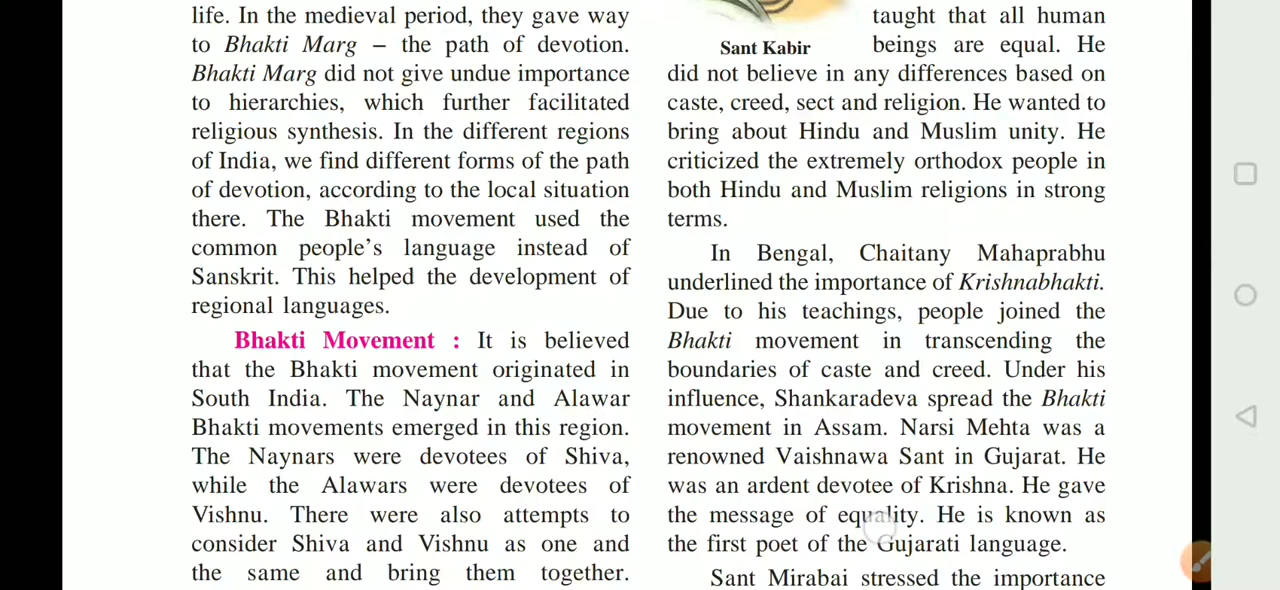 life. In the medieval period, they gave way
to Bhakti Marg – the path of devotion.
Bhakti Marg did not give undue importance
to hierarchies, which further facilitated
religious synthesis. In the different regions
of India, we find different forms of the path
of devotion, according to the local situation
there. The Bhakti movement used the
common people's language instead of
Sanskrit. This helped the development of
regional languages.
Bhakti Movement : It is believed
that the Bhakti movement originated in
South India. The Naynar and Alawar
Bhakti movements emerged in this region.
The Naynars were devotees of Shiva,
while the Alawars were devotees of
Vishnu. There were also attempts to
consider Shiva and Vishnu as one and
the same and bring them together.
Sant Kabir
taught that all human
beings are equal. He
did not believe in any differences based on
caste, creed, sect and religion. He wanted to
bring about Hindu and Muslim unity. He
criticized the extremely orthodox people in
both Hindu and Muslim religions in strong
terms.
In Bengal, Chaitany Mahaprabhu
underlined the importance of Krishnabhakti.
Due to his teachings, people joined the
Bhakti movement in transcending the
boundaries of caste and creed. Under his
influence, Shankaradeva spread the Bhakti
movement in Assam. Narsi Mehta was a
renowned Vaishnawa Sant in Gujarat. He
was an ardent devotee of Krishna. He gave
the message of equality. He is known as
the first poet of the Gujarati language.
Sant Mirabai stressed the importance